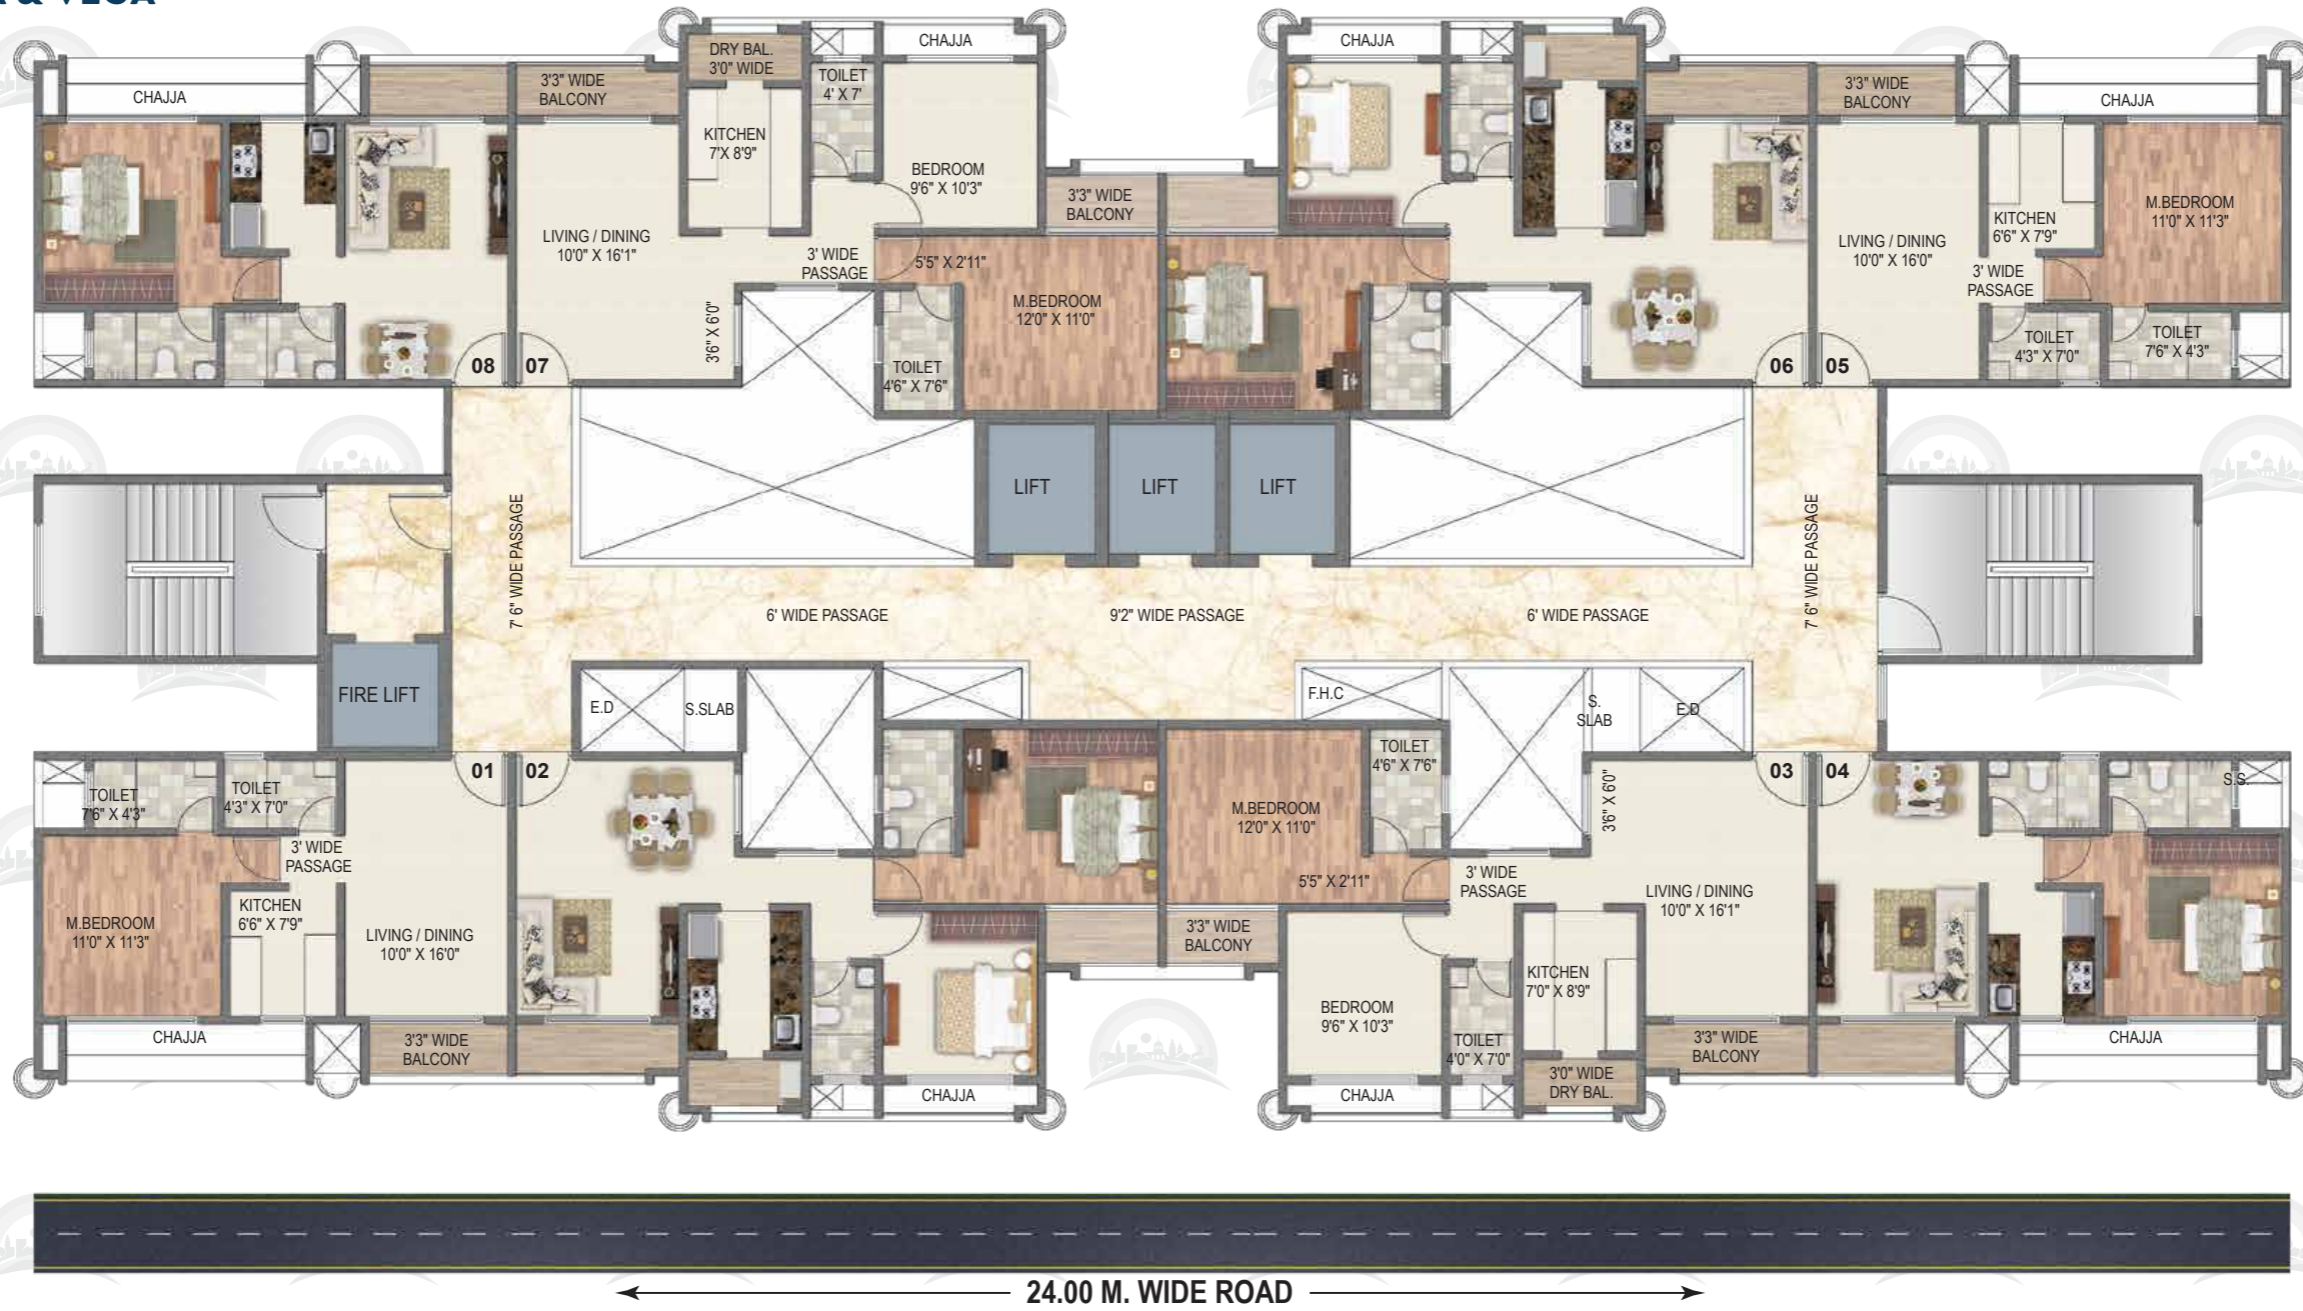 & VEGA
CHAJJA
3'3" WIDE
BALCONY
DRY BAL.
3'0" WIDE
TOILET
4' X 7'
CHAJJA
KITCHEN
7'X 8'9"
BEDROOM
9'6" X 10'3"
LIVING / DINING
10'0" X 16'1"
3' WIDE
PASSAGE
5'5" X 2'11"
3'3" WIDE
BALCONY
M.BEDROOM
12'0" X 11'0"
3'6" X 6'0"
TOILET
4'6" X 7'6"
08
07
CHAJJA
3'3" WIDE
BALCONY
CHAJJA
LIVING / DINING
10'0" X 16'0"
KITCHEN
6'6" X 7'9"
M.BEDROOM
11'0" X 11'3"
3' WIDE
PASSAGE
TOILET
4'3" X 7'0"
TOILET
7'6" X 4'3"
06
05
LIFT
LIFT
LIFT
7' 6" WIDE PASSAGE
6' WIDE PASSAGE
9'2" WIDE PASSAGE
6' WIDE PASSAGE
7' 6" WIDE PASSAGE
FIRE LIFT
E.D
S.SLAB
F.H.C
S.
SLAB
E.D
TOILET
7'6" X 4'3"
TOILET
4'3" X 7'0"
01
02
3' WIDE
PASSAGE
M.BEDROOM
11'0" X 11'3"
KITCHEN
6'6" X 7'9"
LIVING / DINING
10'0" X 16'0"
CHAJJA
3'3" WIDE
BALCONY
CHAJJA
TOILET
4'6" X 7'6"
M.BEDROOM
12'0" X 11'0"
5'5" X 2'11"
3'6" X 6'0"
03
04
S.S.
3' WIDE
PASSAGE
LIVING / DINING
10'0" X 16'1"
3'3" WIDE
BALCONY
BEDROOM
9'6" X 10'3"
KITCHEN
7'0" X 8'9"
TOILET
4'0" X 7'0"
3'0" WIDE
DRY BAL.
3'3" WIDE
BALCONY
CHAJJA
CHAJJA
24.00 M. WIDE ROAD